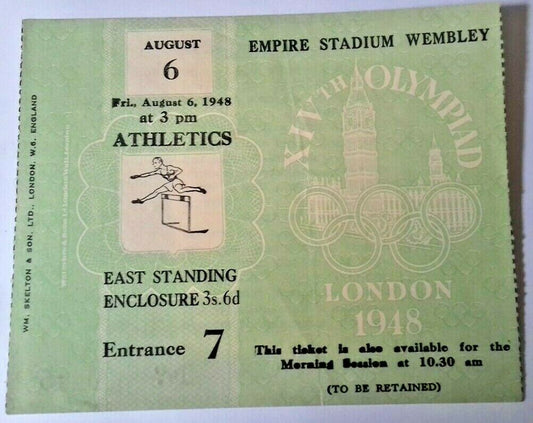 AUGUST
6
Fri., August 6, 1948
at 3 pm
ATHLETICS
EAST STANDING
ENCLOSURE 3s.6d
Entrance 7
EMPIRE STADIUM WEMBLEY
XIVTH OLYMPIAD
LONDON
1948
This ticket is also available for the
Morning Session at 10.30 am
(TO BE RETAINED)
WM. SKELTON & SON. LTD., LONDON. W.6. ENGLAND